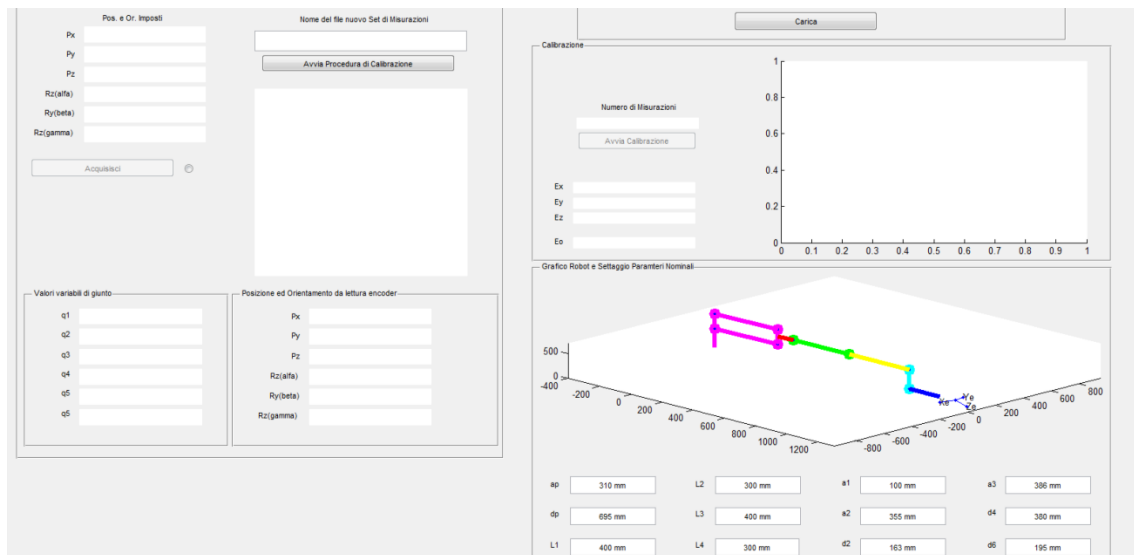 Pos. e Or. Imposti
Px
Py
Pz
Rz(alfa)
Ry(beta)
Rz(gamma)
Acquisisci
Nome del file nuovo Set di Misurazioni
Avvia Procedura di Calibrazione
Valori variabili di giunto
q1
q2
q3
q4
q5
q5
Posizione ed Orientamento da lettura encoder
Px
Py
Pz
Rz(alfa)
Ry(beta)
Rz(gamma)
Carica
Calibrazione
Numero di Misurazioni
Avvia Calibrazione
Ex
Ey
Ez
Eo
1
0.8
0.6
0.4
0.2
0
0 0.1 0.2 0.3 0.4 0.5 0.6 0.7 0.8 0.9 1
Grafico Robot e Settaggio Paramteri Nominali
500
0
-400 -200 0 200 400 600 800 1000 1200
-800 -600 -400 -200 0 200 400 600 800
Xe Ye Ze
ap 310 mm L2 300 mm a1 100 mm a3 386 mm
dp 695 mm L3 400 mm a2 355 mm d4 380 mm
L1 400 mm L4 300 mm d2 163 mm d6 195 mm